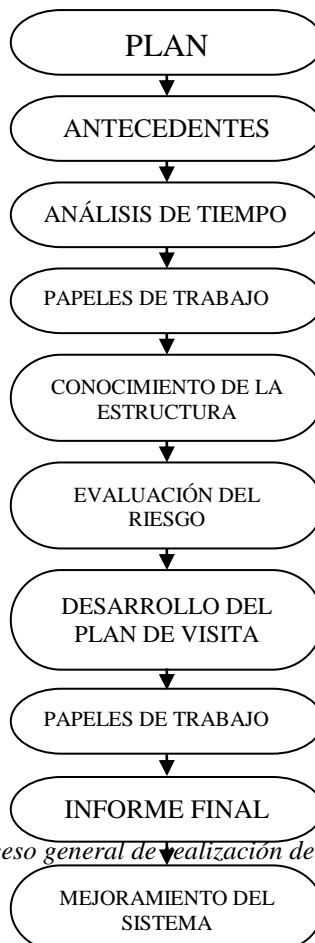 PLAN
ANTECEDENTES
ANÁLISIS DE TIEMPO
PAPELES DE TRABAJO
CONOCIMIENTO DE LA
ESTRUCTURA
EVALUACIÓN DEL
RIESGO
DESARROLLO DEL
PLAN DE VISITA
PAPELES DE TRABAJO
INFORME FINAL
general de realización de
MEJORAMIENTO DEL
SISTEMA